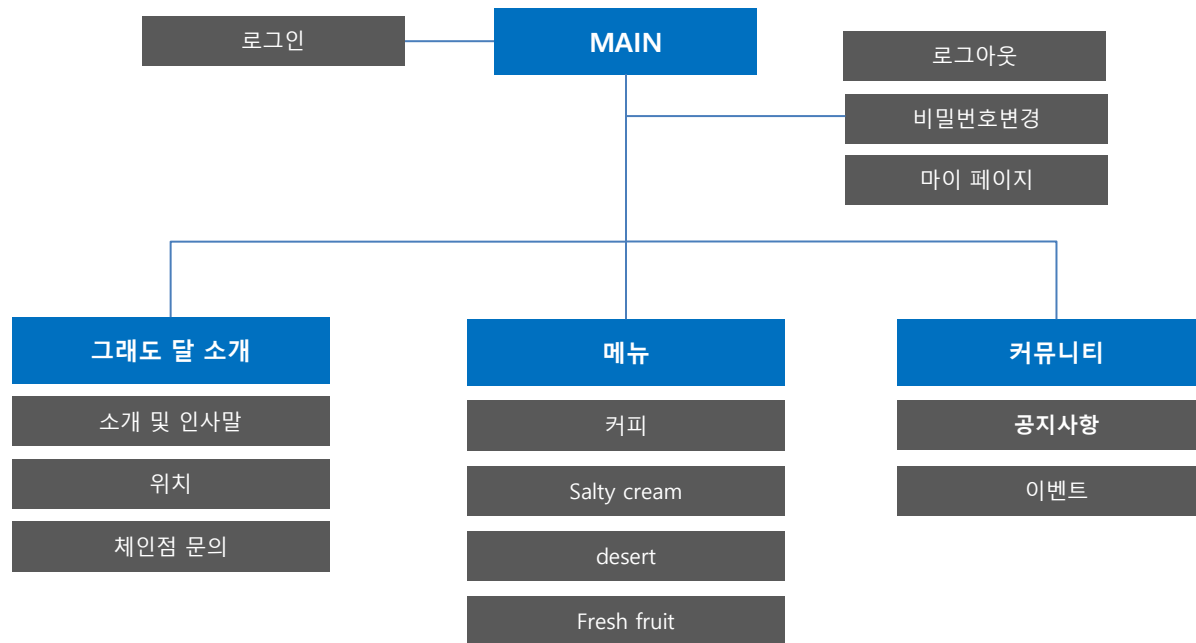 로그인
MAIN
로그아웃
비밀번호변경
마이 페이지
그래도 달 소개
소개 및 인사말
위치
체인점 문의
메뉴
커피
Salty cream
desert
Fresh fruit
커뮤니티
공지사항
이벤트